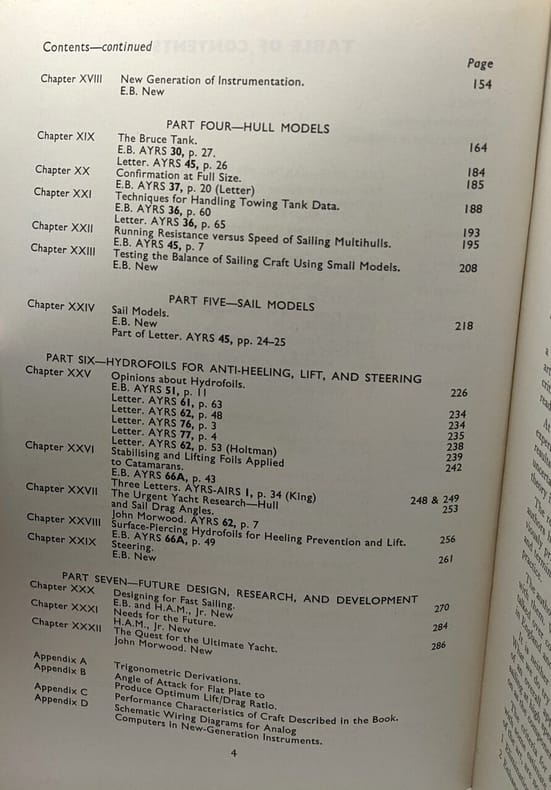 Contents—continued
Page
Chapter XVIII New Generation of Instrumentation. 154
E.B. New
PART FOUR—HULL MODELS
Chapter XIX The Bruce Tank. 164
E.B. AYRS 30, p. 27.
Letter. AYRS 45, p. 26 184
Chapter XX Confirmation at Full Size. 185
E.B. AYRS 37, p. 20 (Letter)
Chapter XXI Techniques for Handling Towing Tank Data. 188
E.B. AYRS 36, p. 60
Letter. AYRS 36, p. 65 193
Chapter XXII Running Resistance versus Speed of Sailing Multihulls. 195
E.B. AYRS 45, p. 7
Chapter XXIII Testing the Balance of Sailing Craft Using Small Models. 208
E.B. New
PART FIVE—SAIL MODELS
Chapter XXIV Sail Models. 218
E.B. New
Part of Letter. AYRS 45, pp. 24–25
PART SIX—HYDROFOILS FOR ANTI-HEELING, LIFT, AND STEERING
Chapter XXV Opinions about Hydrofoils. 226
E.B. AYRS 51, p. 11
Letter. AYRS 61, p. 63 234
Letter. AYRS 62, p. 48 234
Letter. AYRS 76, p. 3 235
Letter. AYRS 77, p. 4 238
Letter. AYRS 62, p. 53 (Holtman) 239
Chapter XXVI Stabilising and Lifting Foils Applied 242
to Catamarans.
E.B. AYRS 66A, p. 43
Three Letters. AYRS-AIRS 1, p. 34 (King) 248 & 249
Chapter XXVII The Urgent Yacht Research—Hull 253
and Sail Drag Angles.
John Morwood. AYRS 62, p. 7
Chapter XXVIII Surface-Piercing Hydrofoils for Heeling Prevention and Lift. 256
E.B. AYRS 66A, p. 49
Chapter XXIX Steering. 261
E.B. New
PART SEVEN—FUTURE DESIGN, RESEARCH, AND DEVELOPMENT
Chapter XXX Designing for Fast Sailing. 270
E.B. and H.A.M., Jr. New
Chapter XXXI Needs for the Future. 284
H.A.M., Jr. New
Chapter XXXII The Quest for the Ultimate Yacht. 286
John Morwood. New
Appendix A Trigonometric Derivations.
Appendix B Angle of Attack for Flat Plate to
Produce Optimum Lift/Drag Ratio.
Appendix C Performance Characteristics of Craft Described in the Book.
Appendix D Schematic Wiring Diagrams for Analog
Computers in New-Generation Instruments.
4